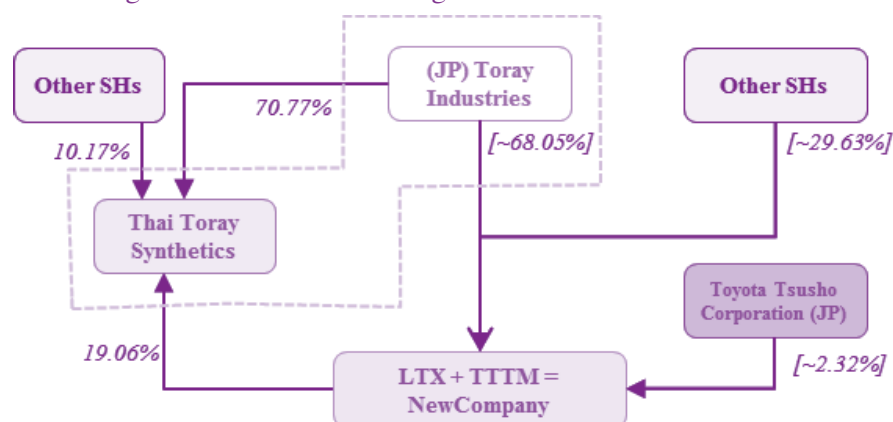 Other SHs
(JP) Toray
Industries
Other SHs
70.77%
10.17%
[~68.05%]
[~29.63%]
Thai Toray
Synthetics
Toyota Tsusho
Corporation (JP)
19.06%
[~2.32%]
LTX + TTTM =
NewCompany